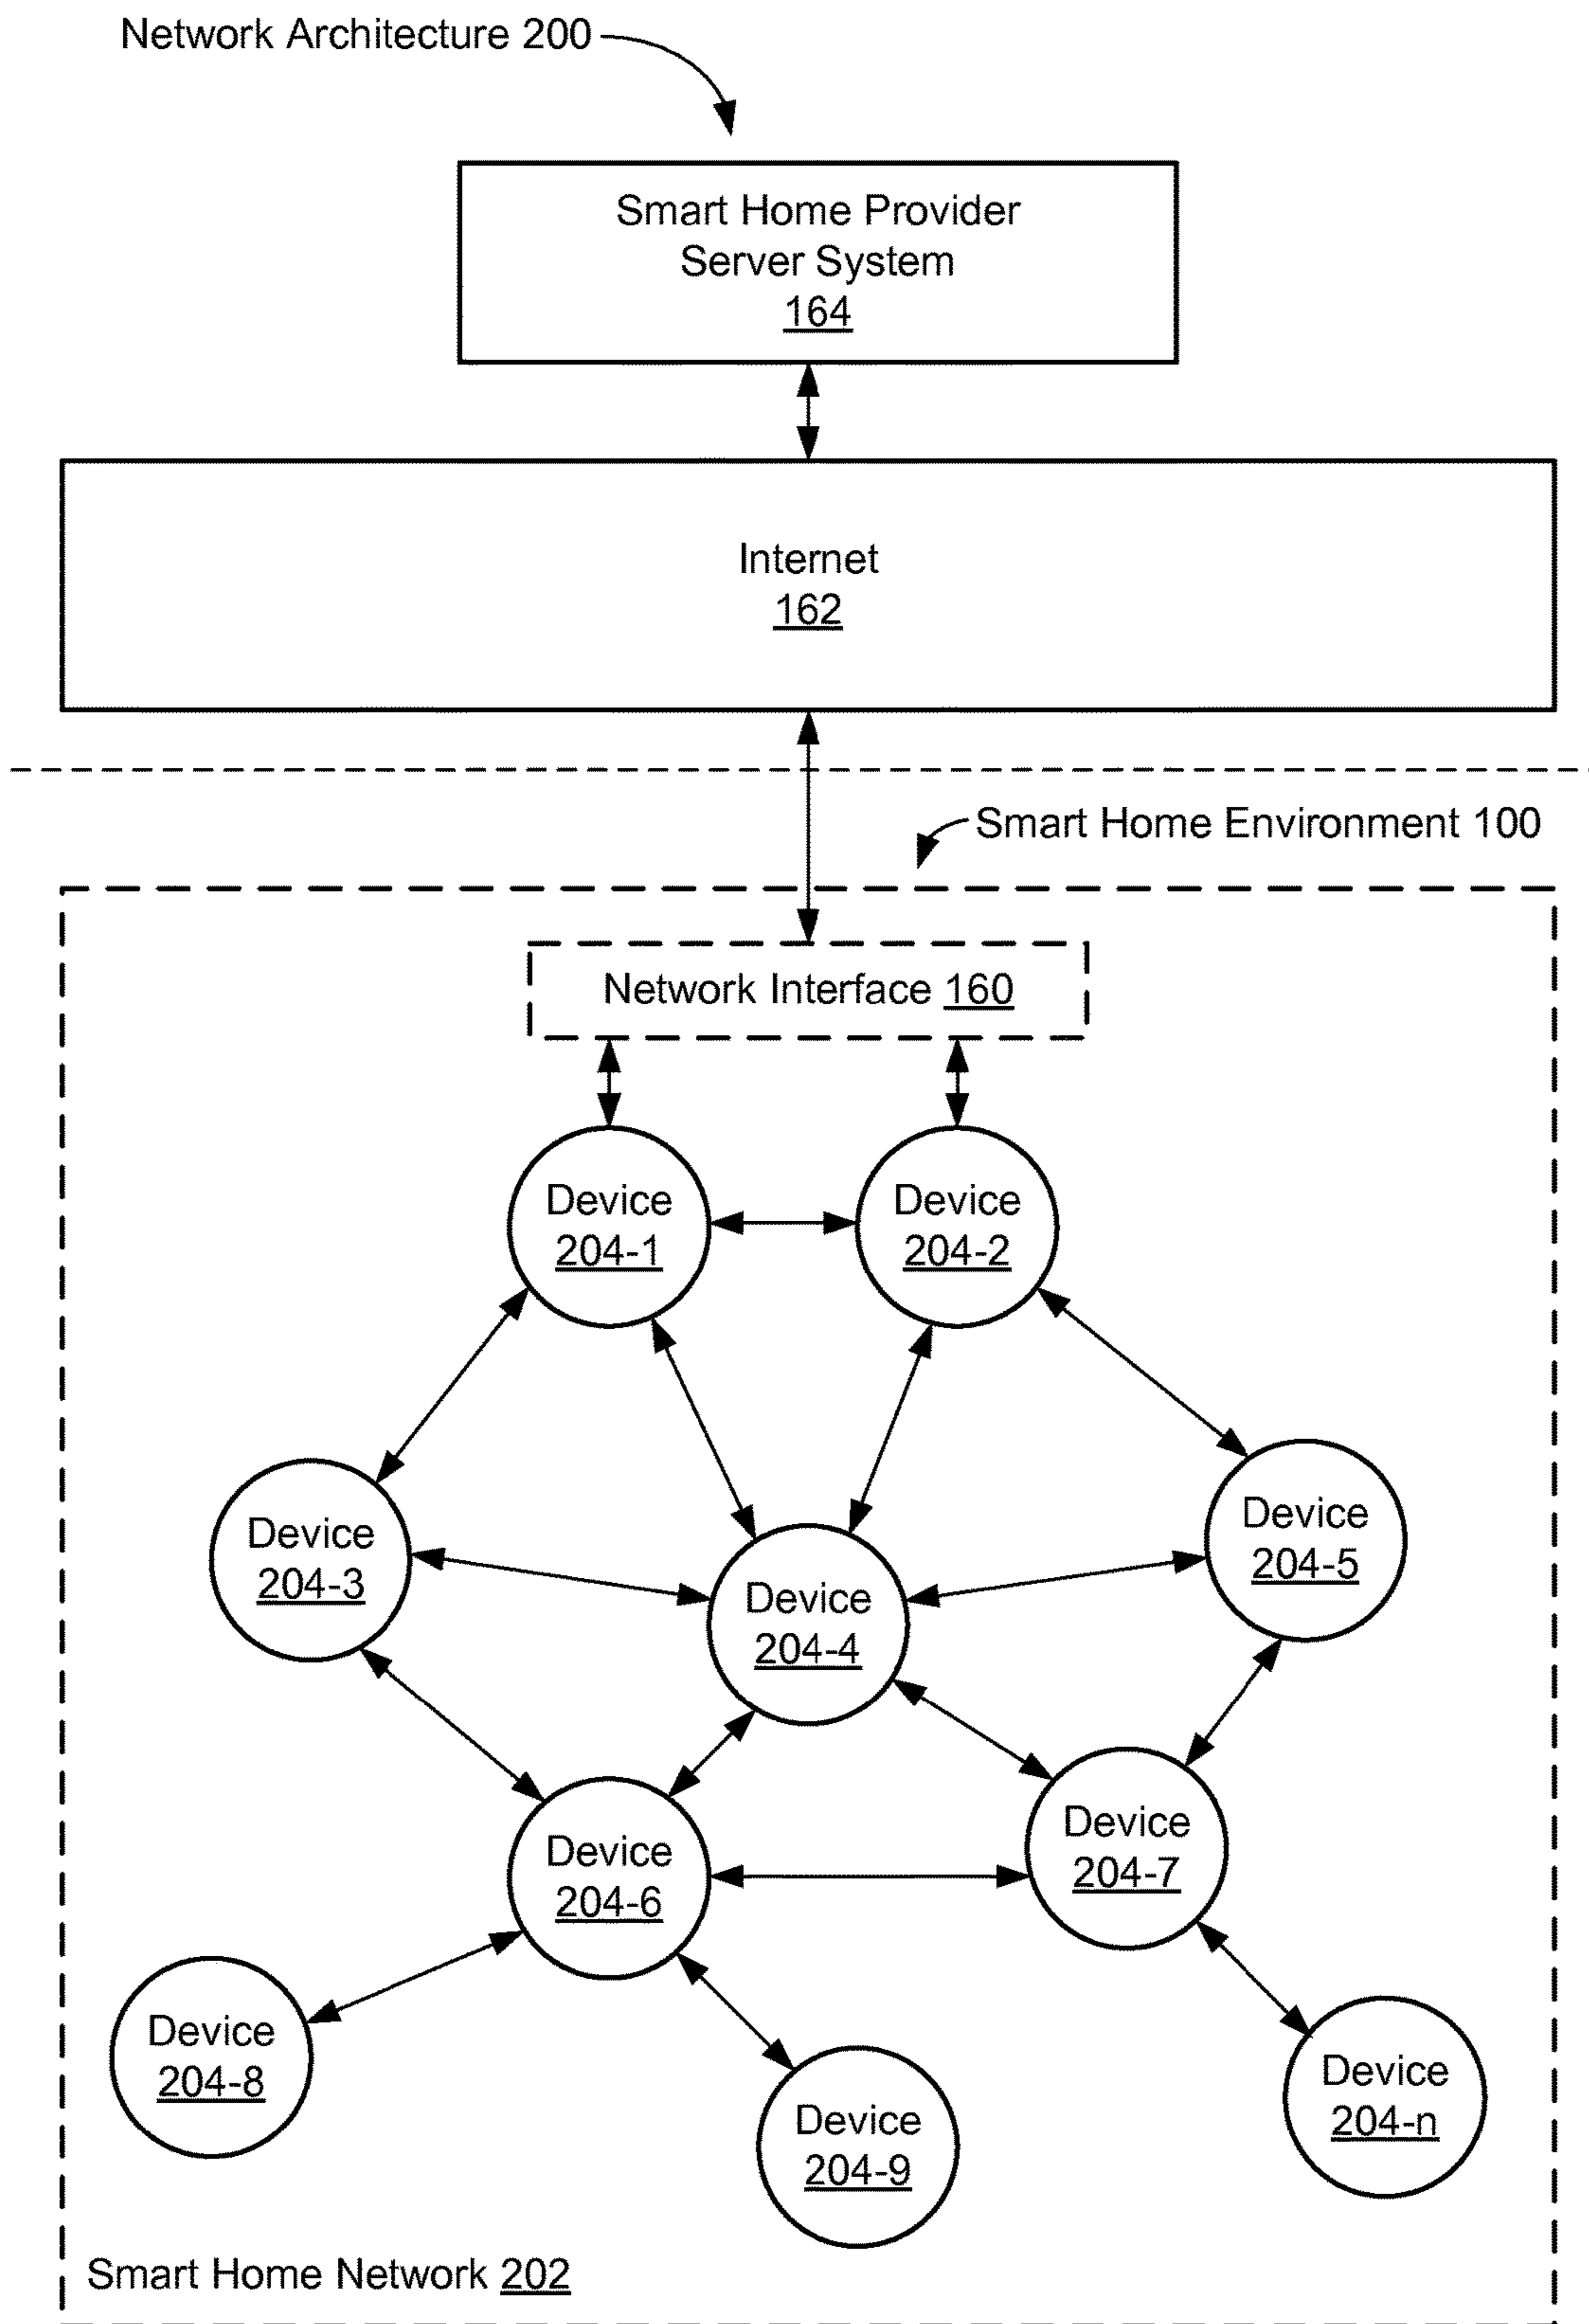 Network Architecture 200
Smart Home Provider
Server System
164
Internet
162
Smart Home Environment 100
Network Interface 160
Device
204-1
Device
204-2
Device
204-3
Device
204-4
Device
204-5
Device
204-6
Device
204-7
Device
204-8
Device
204-9
Device
204-n
Smart Home Network 202